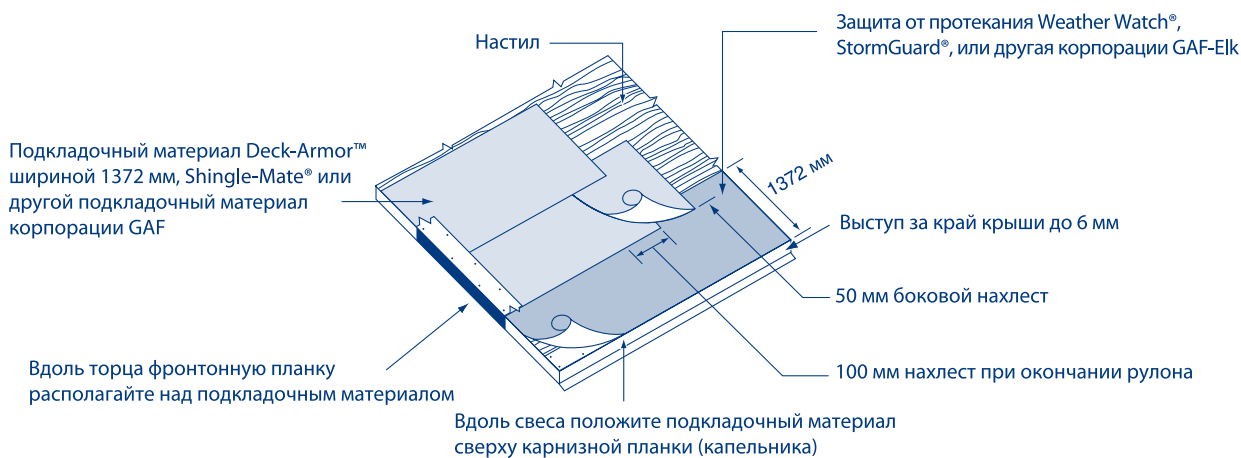 Настил
Защита от протекания Weather Watch®,
StormGuard®, или другая корпорации GAF-Elk
Подкладочный материал Deck-Armor™
шириной 1372 мм, Shingle-Mate® или
другой подкладочный материал
корпорации GAF
1372 мм
Выступ за край крыши до 6 мм
50 мм боковой нахлест
100 мм нахлест при окончании рулона
Вдоль торца фронтонную планку
располагайте над подкладочным материалом
Вдоль свеса положите подкладочный материал
сверху карнизной планки (капельника)